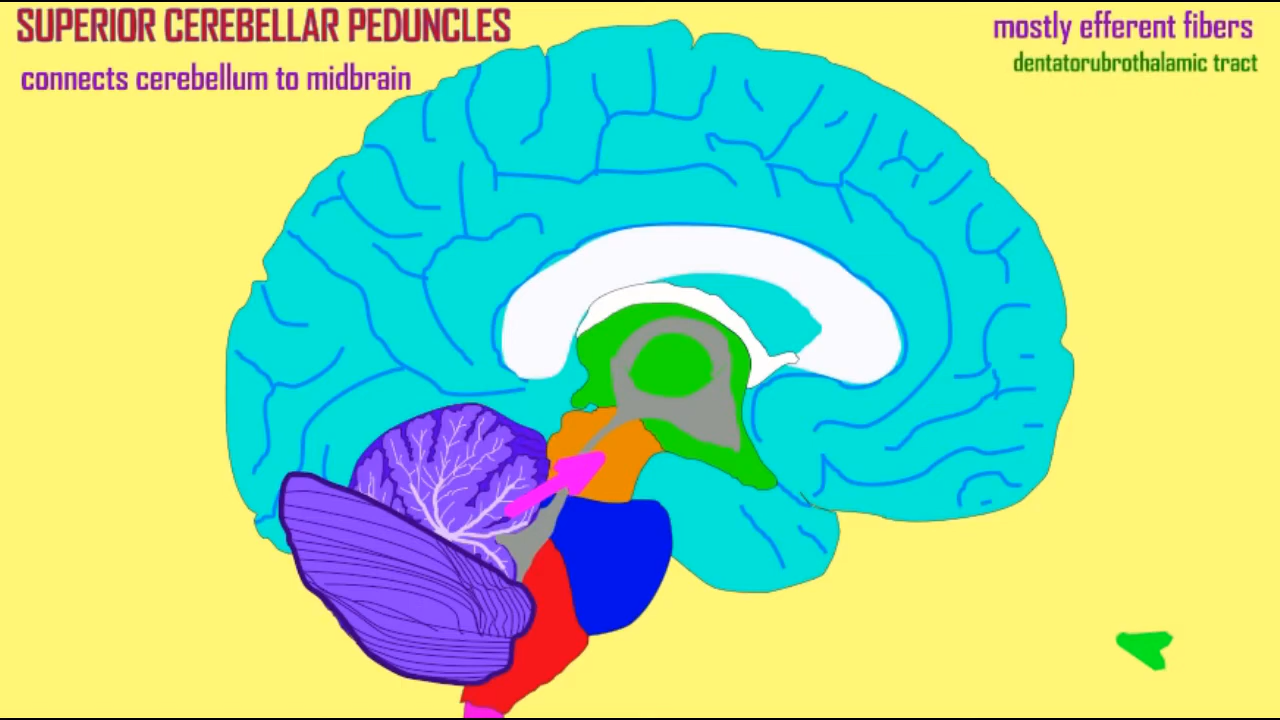 SUPERIOR CEREBELLAR PEDUNCLES
connects cerebellum to midbrain
mostly efferent fibers
dentatorubrothalamic tract